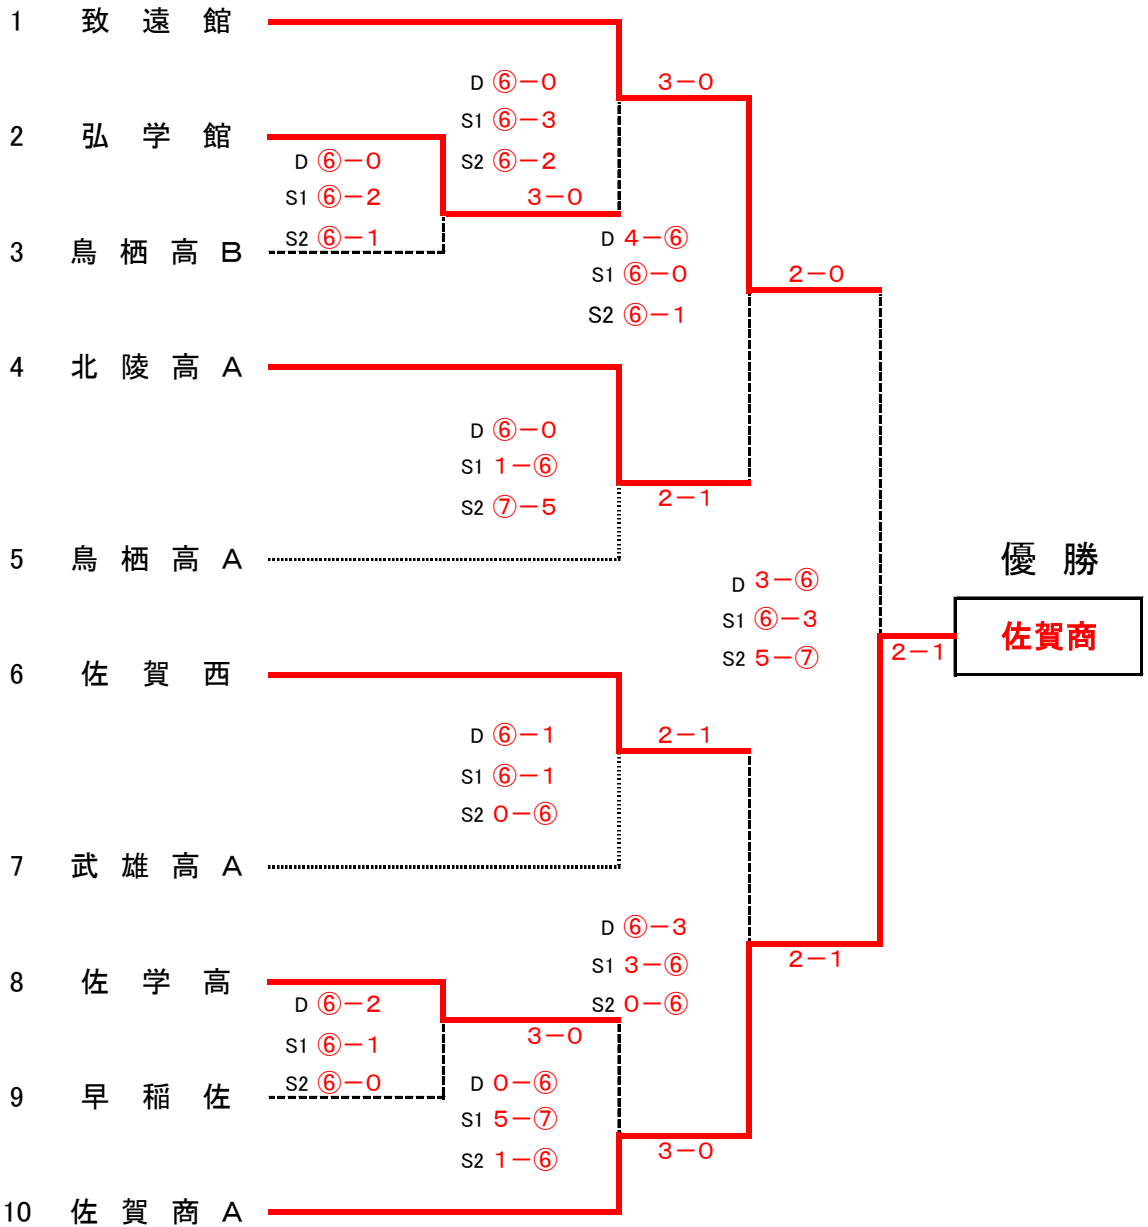 1 致遠館
3－0
D ⑥－0
S1 ⑥－3
2 弘学館
D ⑥－0
S2 ⑥－2
S1 ⑥－2
3－0
S2 ⑥－1
D 4－⑥
3 鳥栖高B
S1 ⑥－0
2－0
S2 ⑥－1
4 北陵高A
D ⑥－0
S1 1－⑥
S2 ⑦－5
2－1
5 鳥栖高A
優勝
D 3－⑥
S1 ⑥－3
佐賀商
S2 5－⑦
2－1
6 佐賀西
D ⑥－1
2－1
S1 ⑥－1
S2 0－⑥
7 武雄高A
D ⑥－3
S1 3－⑥
2－1
8 佐学高
D ⑥－2
S2 0－⑥
3－0
S1 ⑥－1
S2 ⑥－0
D 0－⑥
9 早稲佐
S1 5－⑦
3－0
S2 1－⑥
10 佐賀商A